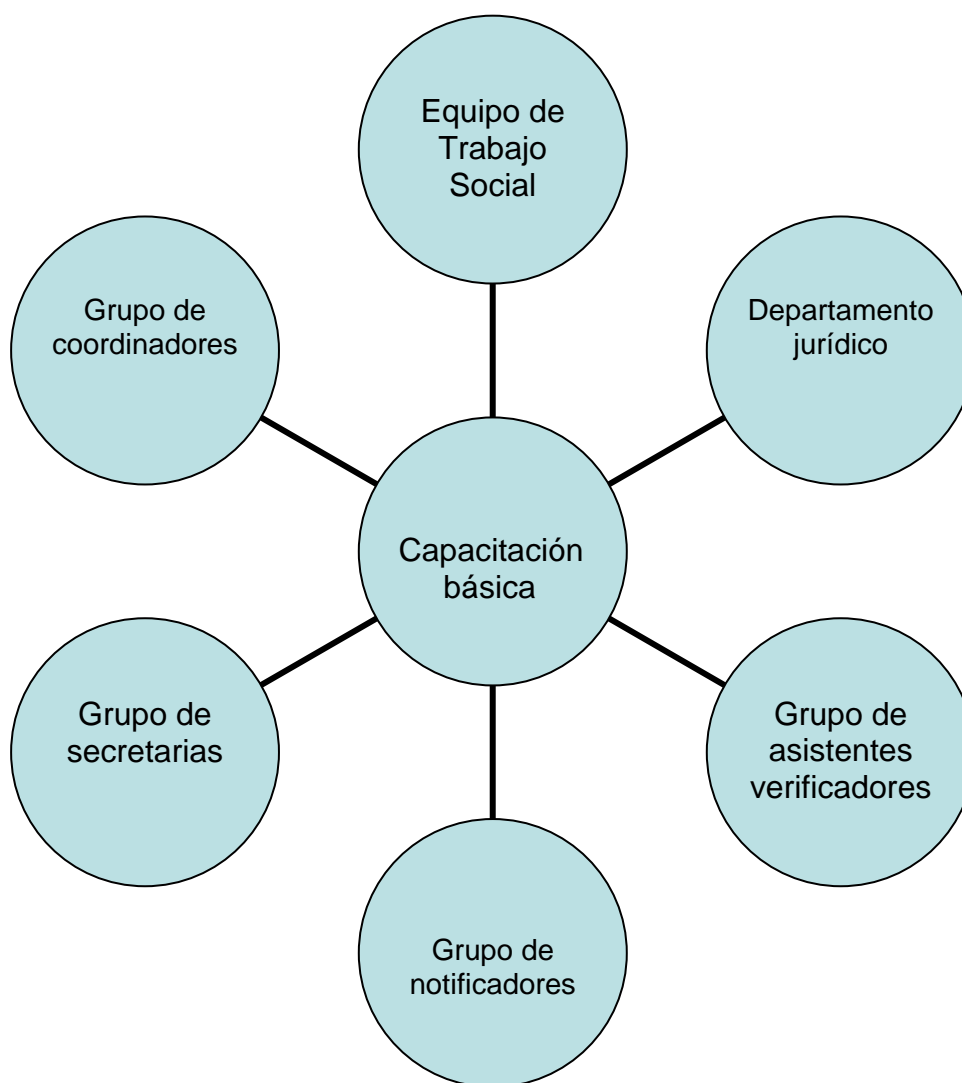 Equipo de
Trabajo
Social
Grupo de
coordinadores
Departamento
jurídico
Capacitación
básica
Grupo de
secretarias
Grupo de
asistentes
verificadores
Grupo de
notificadores